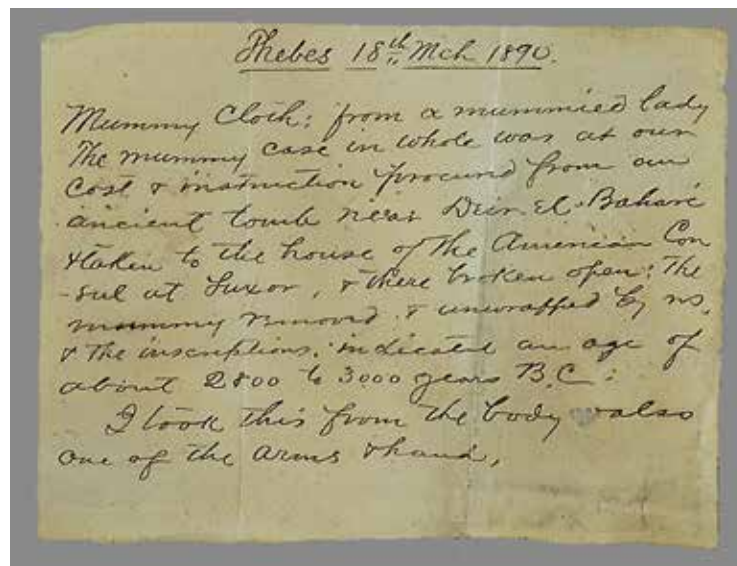 Thebes 18th Mch 1890.
Mummy Cloth: from a mummied lady
The mummy case in whole was at our
cost & instruction procured from an
ancient tomb near Deir-el-Bahari
& taken to the house of the American Con
-sul at Luxor, & there broken open: The
mummy removed & unwrapped by us,
& the inscriptions. indicated an age of
about 2800 to 3000 years B.C:
I took this from the body & also
one of the arms & hand,